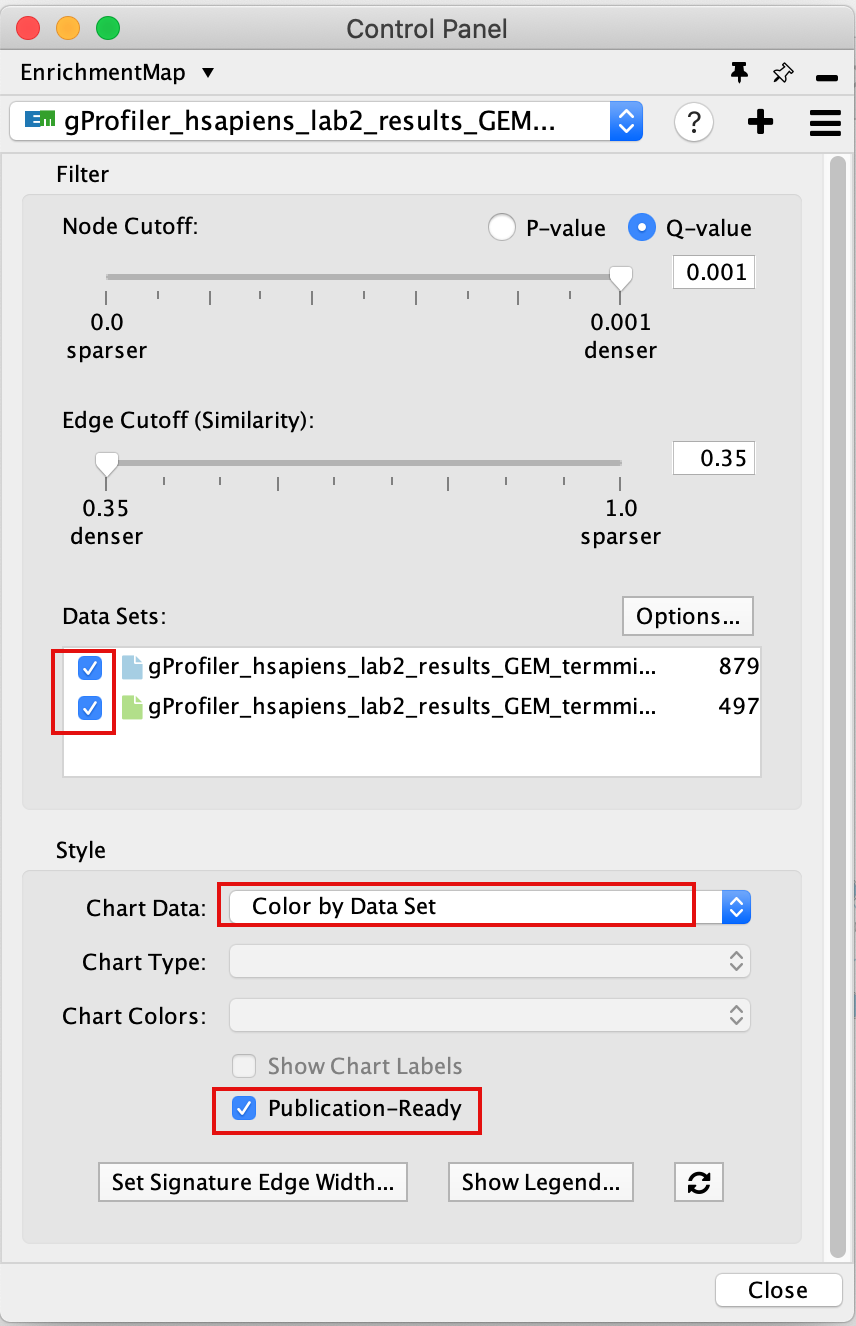 Control Panel
EnrichmentMap ▼
EM gProfiler_hsapiens_lab2_results_GEM... ?
Filter
Node Cutoff: P-value Q-value
0.001
0.0 0.001
sparser denser
Edge Cutoff (Similarity):
0.35
0.35 1.0
denser sparser
Data Sets: Options...
gProfiler_hsapiens_lab2_results_GEM_termmi... 879
gProfiler_hsapiens_lab2_results_GEM_termmi... 497
Style
Chart Data: Color by Data Set
Chart Type:
Chart Colors:
Show Chart Labels
Publication-Ready
Set Signature Edge Width... Show Legend...
Close